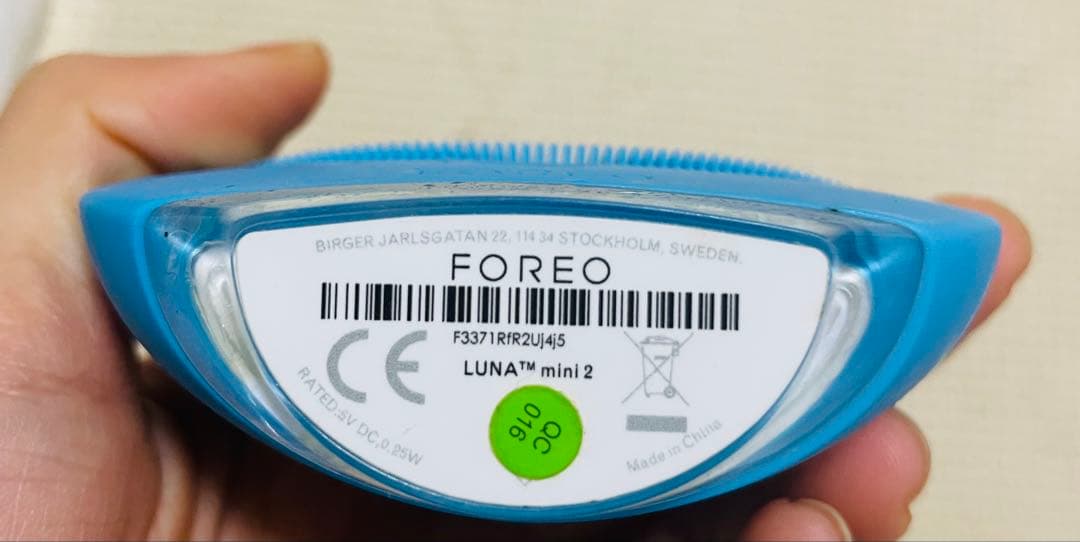 BIRGER JARLSGATAN 22, 114 34 STOCKHOLM, SWEDEN.
FOREO
F3371RfR2Uj4j5
CE
LUNA™ mini 2
RATED:5V DC,0.25W
QC
016
Made in China